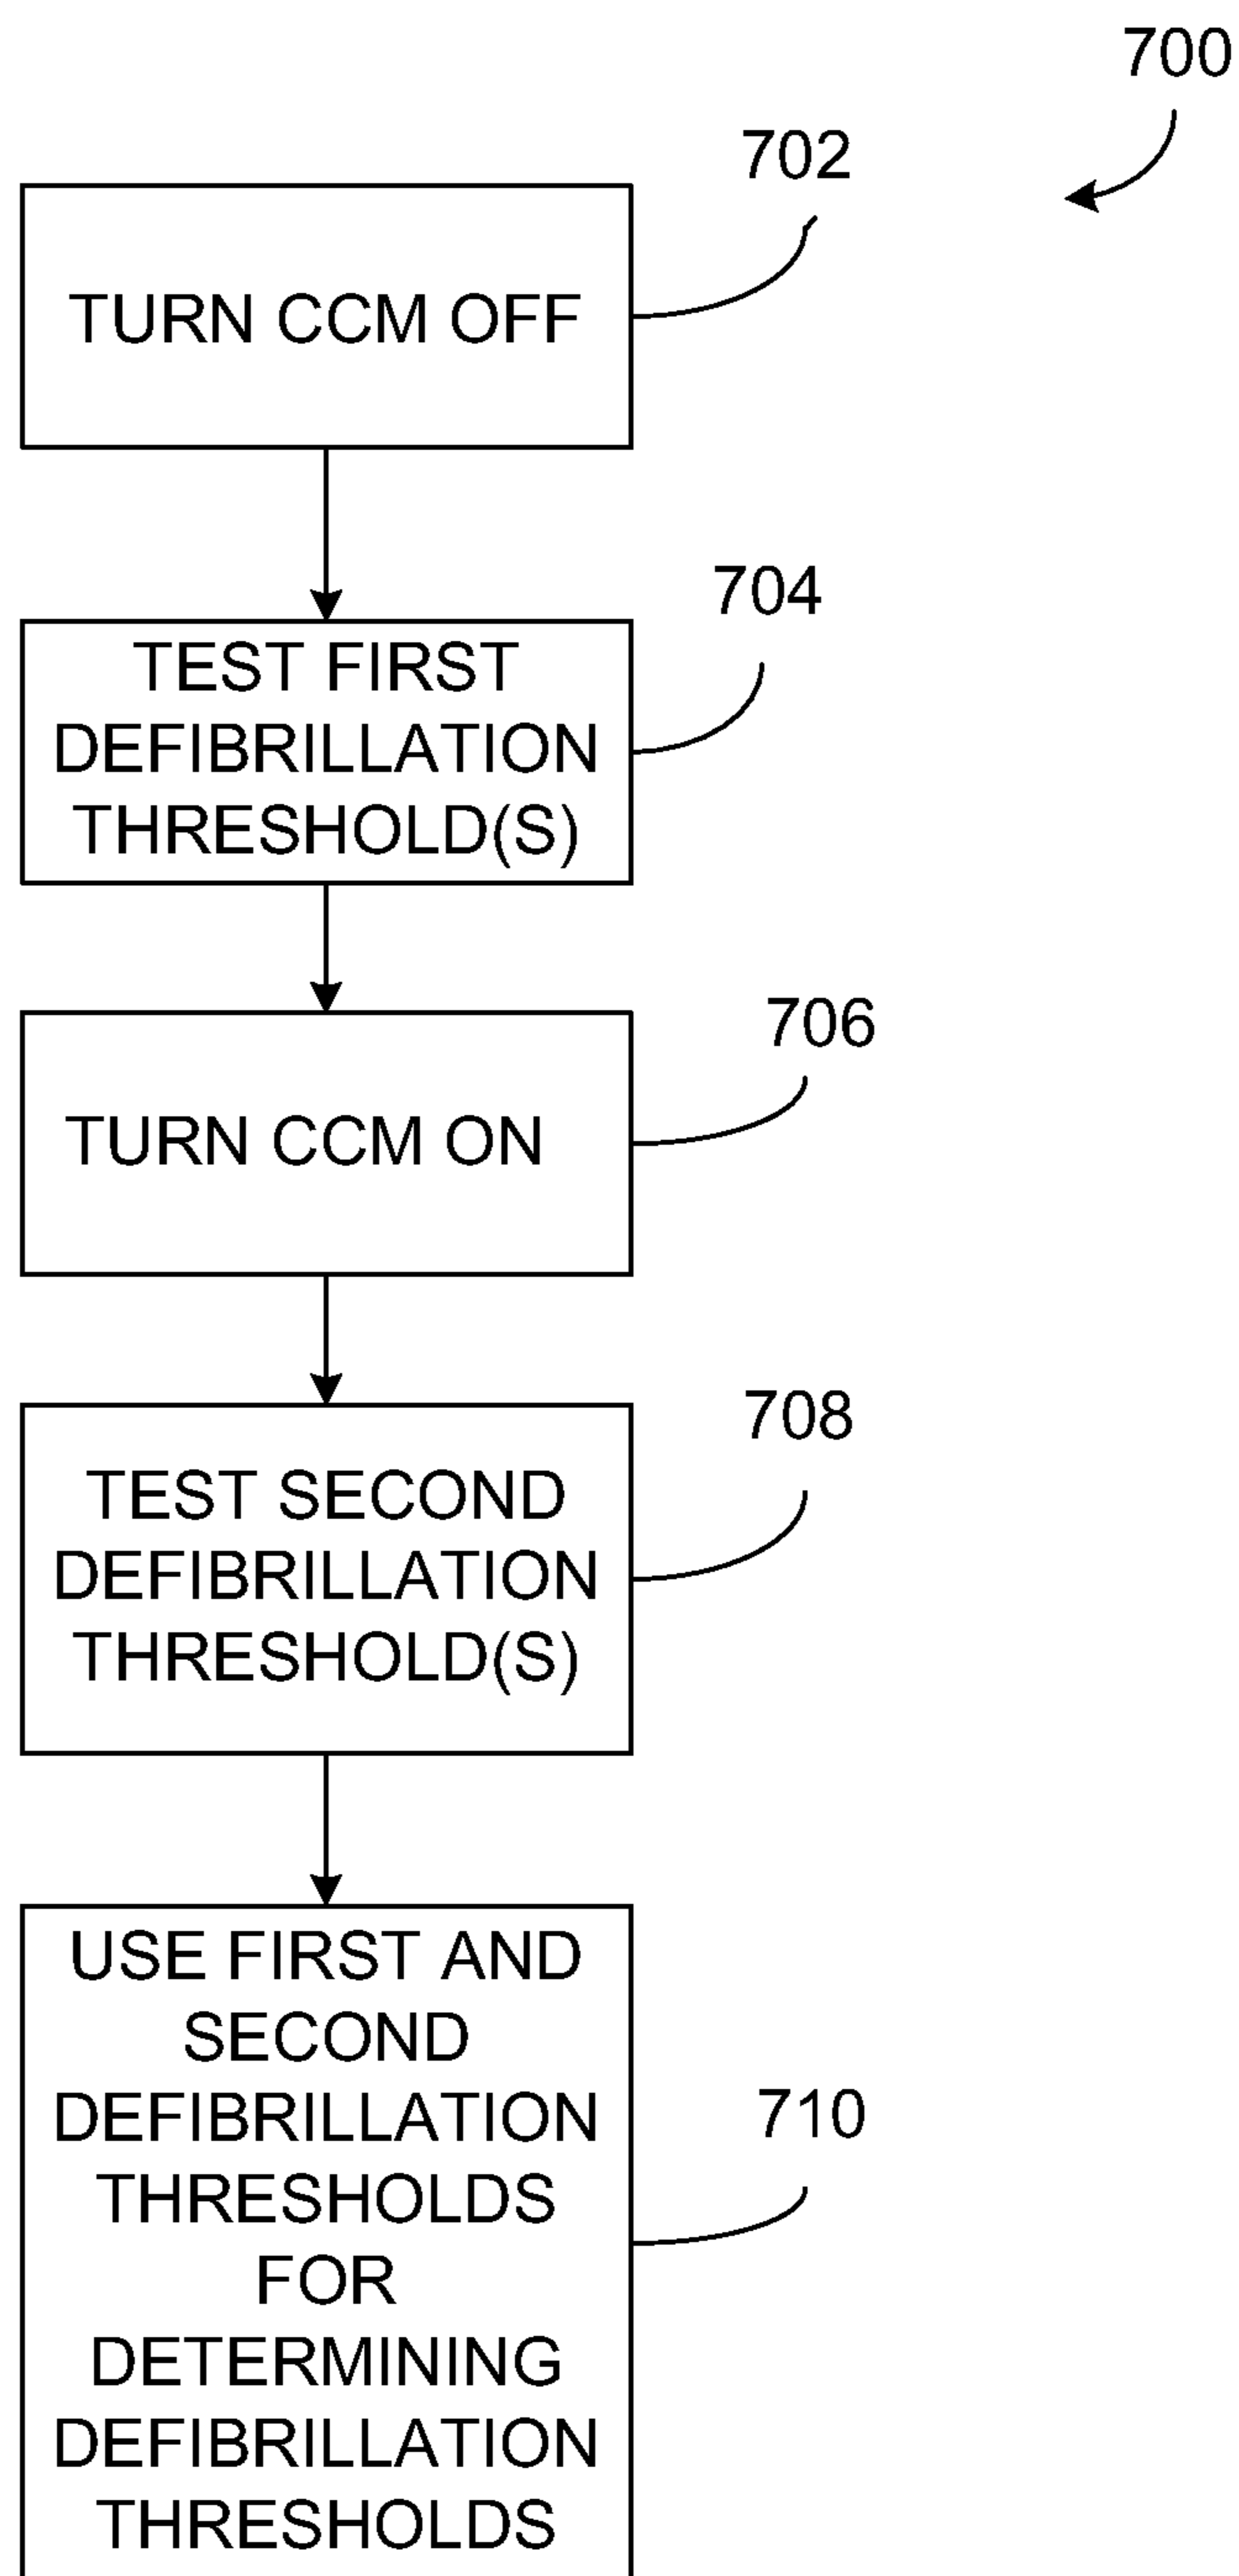 700
702
TURN CCM OFF
704
TEST FIRST
DEFIBRILLATION
THRESHOLD(S)
706
TURN CCM ON
708
TEST SECOND
DEFIBRILLATION
THRESHOLD(S)
USE FIRST AND
SECOND
DEFIBRILLATION
THRESHOLDS
FOR
DETERMINING
DEFIBRILLATION
THRESHOLDS
710